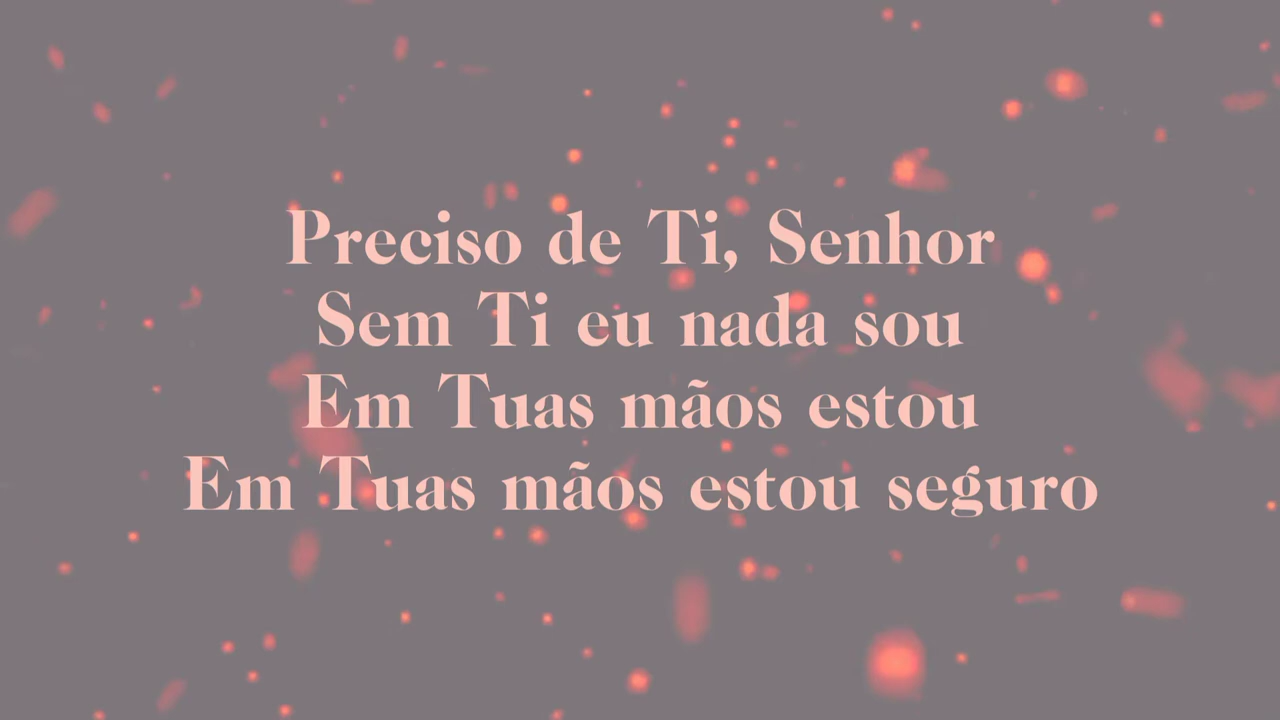 Preciso de Ti, Senhor
Sem Ti eu nada sou
Em Tuas mãos estou
Em Tuas mãos estou seguro